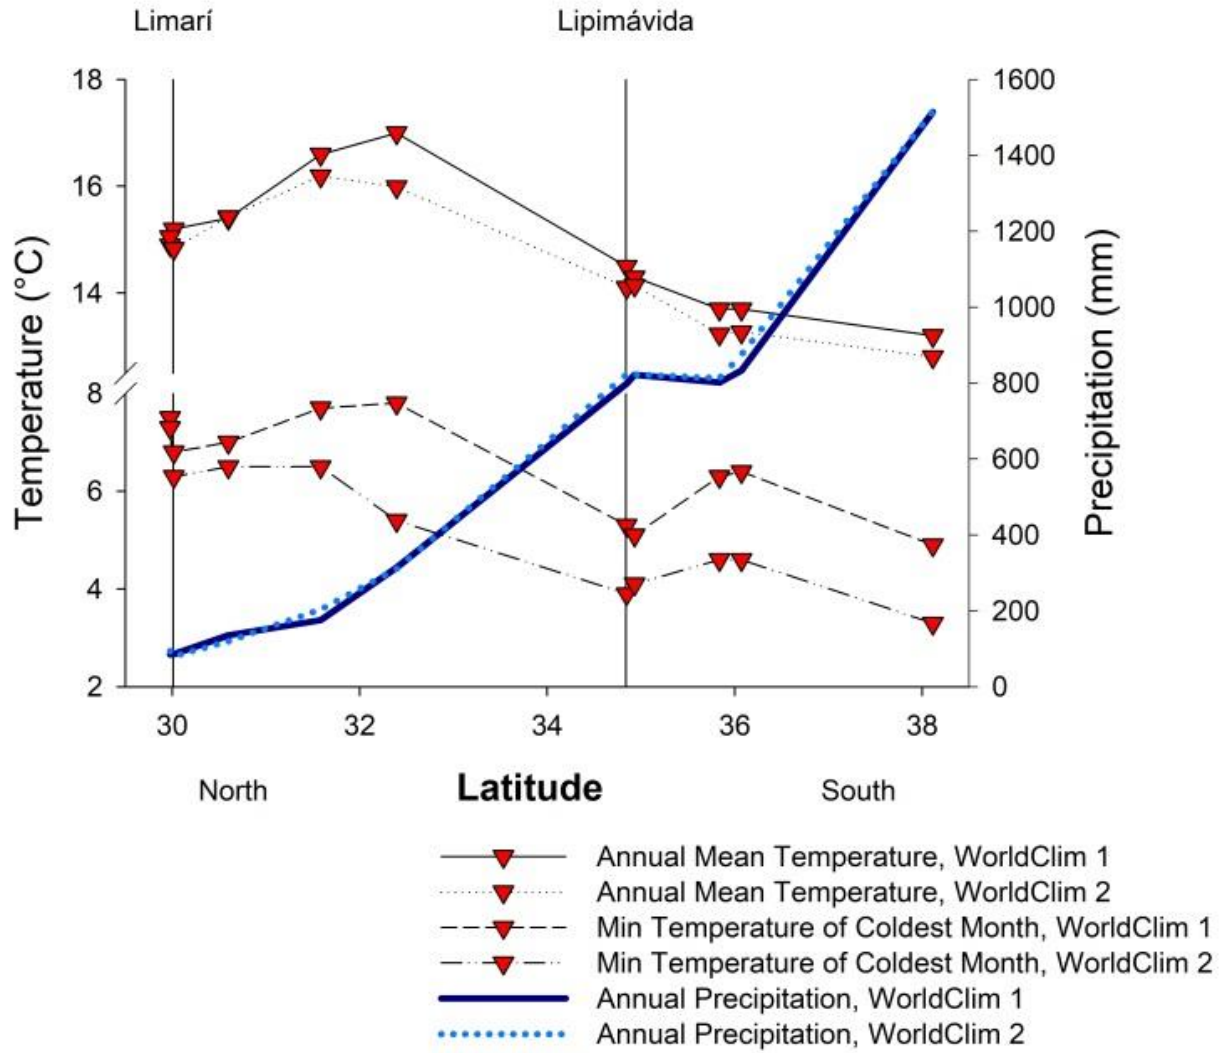 Limarí Lipimávida
18 1600
1400
16
1200
14 1000
8 800
6 600
400
4
200
2 0
30 32 34 36 38
Temperature (°C)
Precipitation (mm)
North Latitude South
Annual Mean Temperature, WorldClim 1
Annual Mean Temperature, WorldClim 2
Min Temperature of Coldest Month, WorldClim 1
Min Temperature of Coldest Month, WorldClim 2
Annual Precipitation, WorldClim 1
Annual Precipitation, WorldClim 2